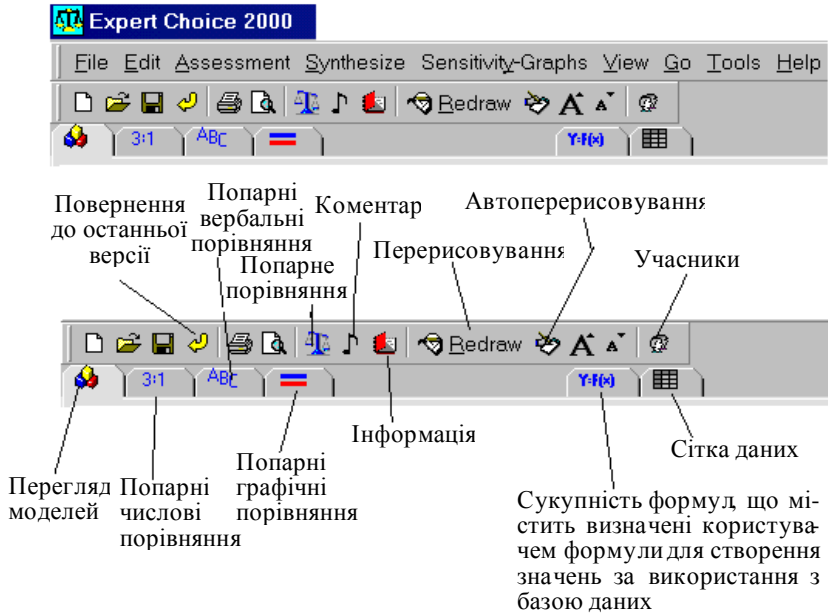 Expert Choice 2000
File Edit Assessment Synthesize Sensitivity-Graphs View Go Tools Help
Redraw A A
3:1 ABC Y=F(x)
Повернення
до останньої
версії
Попарні
вербальні
порівняння
Попарне
порівняння
Коментар
Перерисовування
Автоперерисовування
Учасники
Redraw A A
3:1 ABC Y=F(x)
Перегляд
моделей
Попарні
числові
порівняння
Попарні
графічні
порівняння
Інформація
Сітка даних
Сукупність формул, що мі-
стить визначені користува-
чем формули для створення
значень за використання з
базою даних